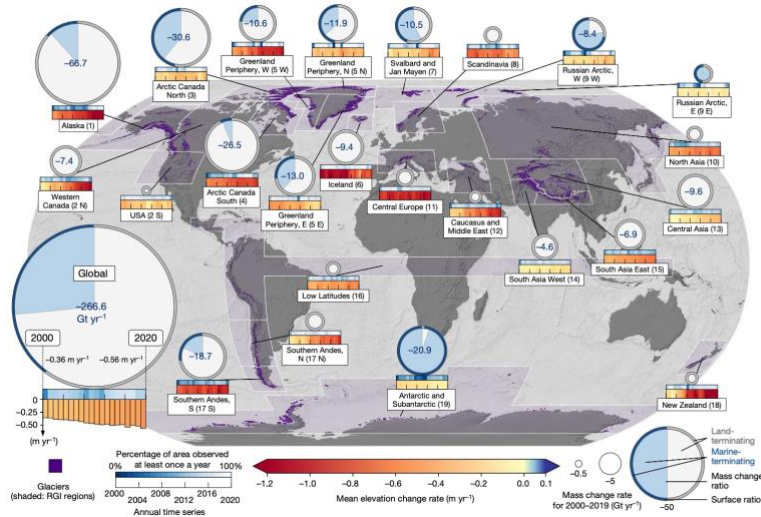 -66.7
Alaska (1)
-30.6
Arctic Canada
North (3)
-10.6
Greenland
Periphery, W (5 W)
-11.9
Greenland
Periphery, N (5 N)
-10.5
Svalbard and
Jan Mayen (7)
Scandinavia (8)
-8.4
Russian Arctic,
W (9 W)
Russian Arctic,
E (9 E)
North Asia (10)
-7.4
Western
Canada (2 N)
USA (2 S)
-26.5
Arctic Canada
South (4)
-13.0
Greenland
Periphery, E (5 E)
-9.4
Iceland (6)
Central Europe (11)
Caucasus and
Middle East (12)
-9.6
Central Asia (13)
-4.6
South Asia West (14)
-6.9
South Asia East (15)
Global
-266.6
Gt yr⁻¹
2000
2020
-0.36 m yr⁻¹
-0.56 m yr⁻¹
0
-0.25
-0.50
(m yr⁻¹)
Low Latitudes (16)
Southern Andes,
N (17 N)
-18.7
Southern Andes,
S (17 S)
-20.9
Antarctic and
Subantarctic (19)
New Zealand (18)
Glaciers
(shaded: RGI regions)
Percentage of area observed
at least once a year
0%
100%
2000
2004
2008
2012
2016
2020
Annual time series
-1.2
-1.0
-0.8
-0.6
-0.4
-0.2
0.0
0.1
Mean elevation change rate (m yr⁻¹)
-0.5
-5
-50
Mass change rate
for 2000–2019 (Gt yr⁻¹)
Land-
terminating
Marine-
terminating
Mass change
ratio
Surface ratio